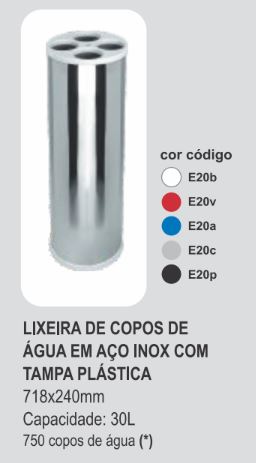 cor código
E20b
E20v
E20a
E20c
E20p
LIXEIRA DE COPOS DE
ÁGUA EM AÇO INOX COM
TAMPA PLÁSTICA
718x240mm
Capacidade: 30L
750 copos de água (*)